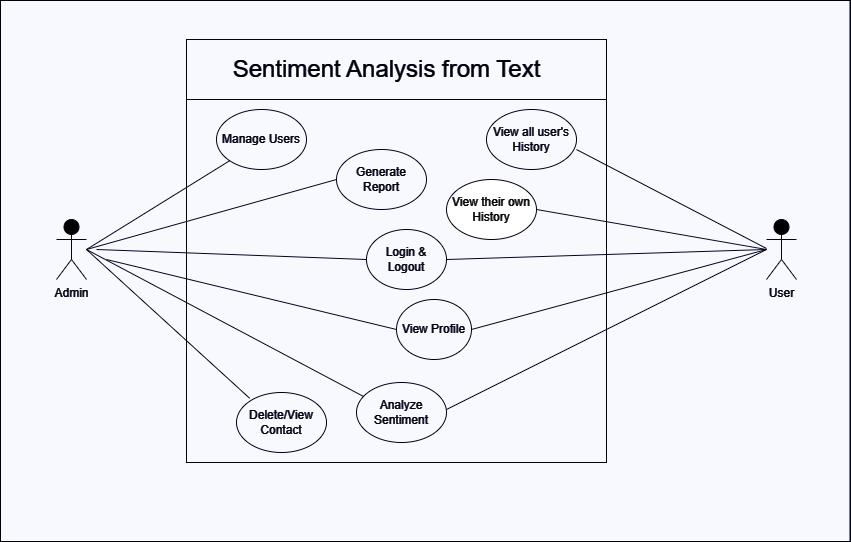 Sentiment Analysis from Text
Manage Users
View all user's
History
Generate
Report
View their own
History
Login &
Logout
Admin
User
View Profile
Delete/View
Contact
Analyze
Sentiment